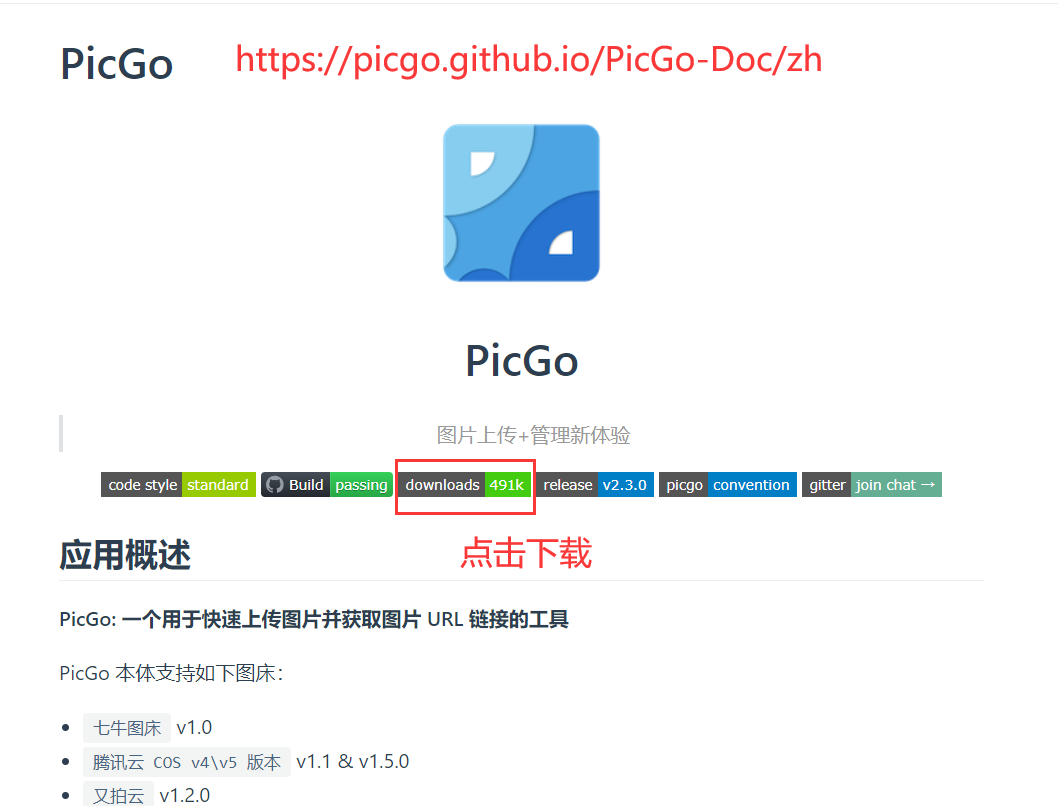 PicGo https://picgo.github.io/PicGo-Doc/zh
PicGo
图片上传+管理新体验
code style standard Build passing downloads 491k release v2.3.0 picgo convention gitter join chat →
应用概述 点击下载
PicGo: 一个用于快速上传图片并获取图片 URL 链接的工具
PicGo 本体支持如下图床：
七牛图床 v1.0
腾讯云 COS v4\v5 版本 v1.1 & v1.5.0
又拍云 v1.2.0